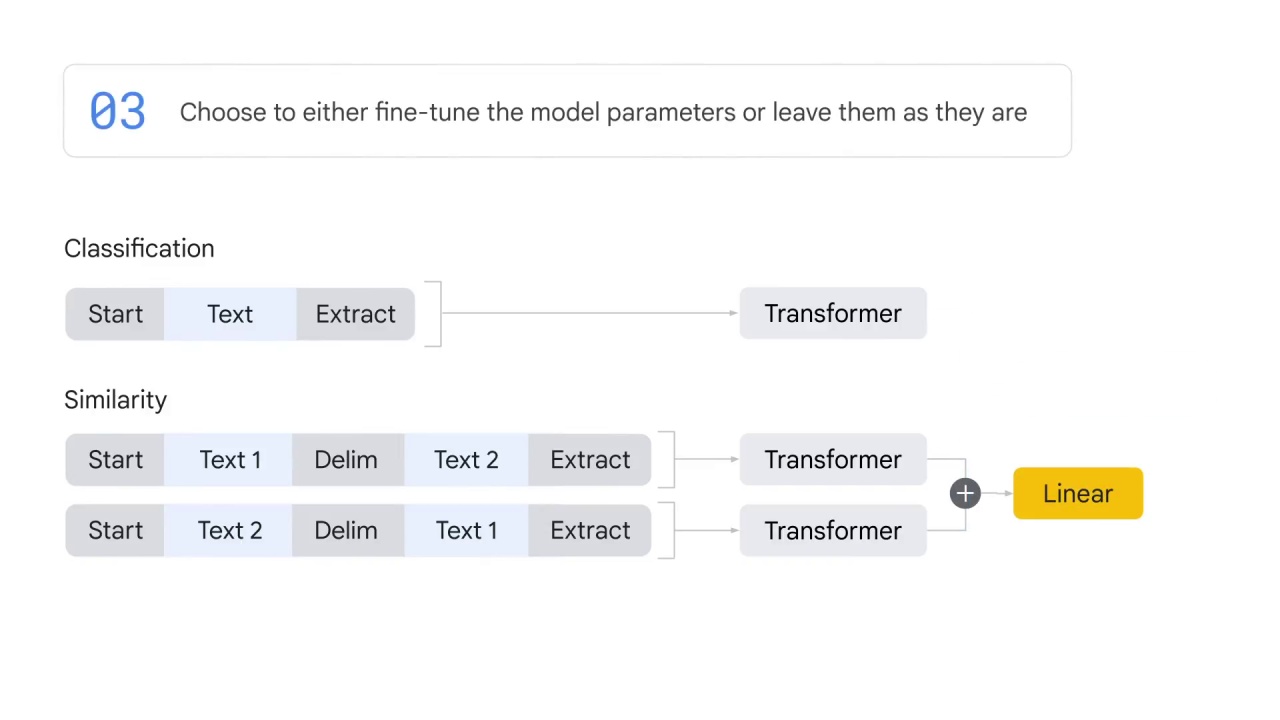 03 Choose to either fine-tune the model parameters or leave them as they are
Classification
Start Text Extract Transformer
Similarity
Start Text 1 Delim Text 2 Extract Transformer
+ Linear
Start Text 2 Delim Text 1 Extract Transformer